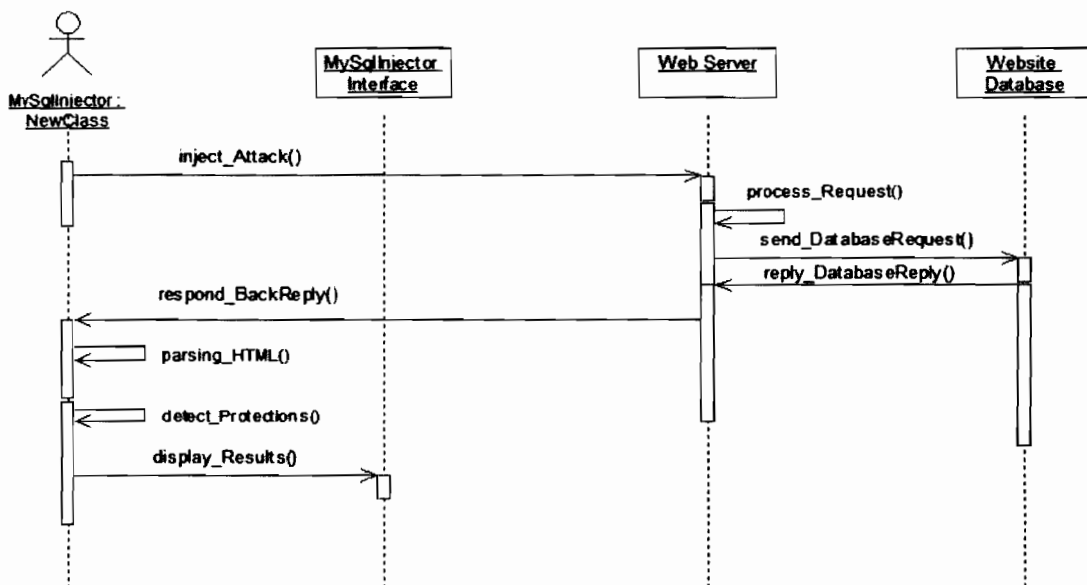 MySqlInjector :
NewClass
MySqlInjector
Interface
Web Server
Website
Database
inject_Attack()
process_Request()
send_DatabaseRequest()
reply_DatabaseReply()
respond_BackReply()
parsing_HTML()
detect_Protections()
display_Results()